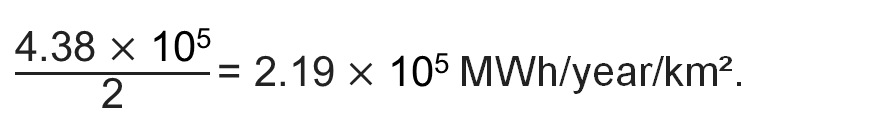 4.38 × 10⁵
2
= 2.19 × 10⁵ MWh/year/km².